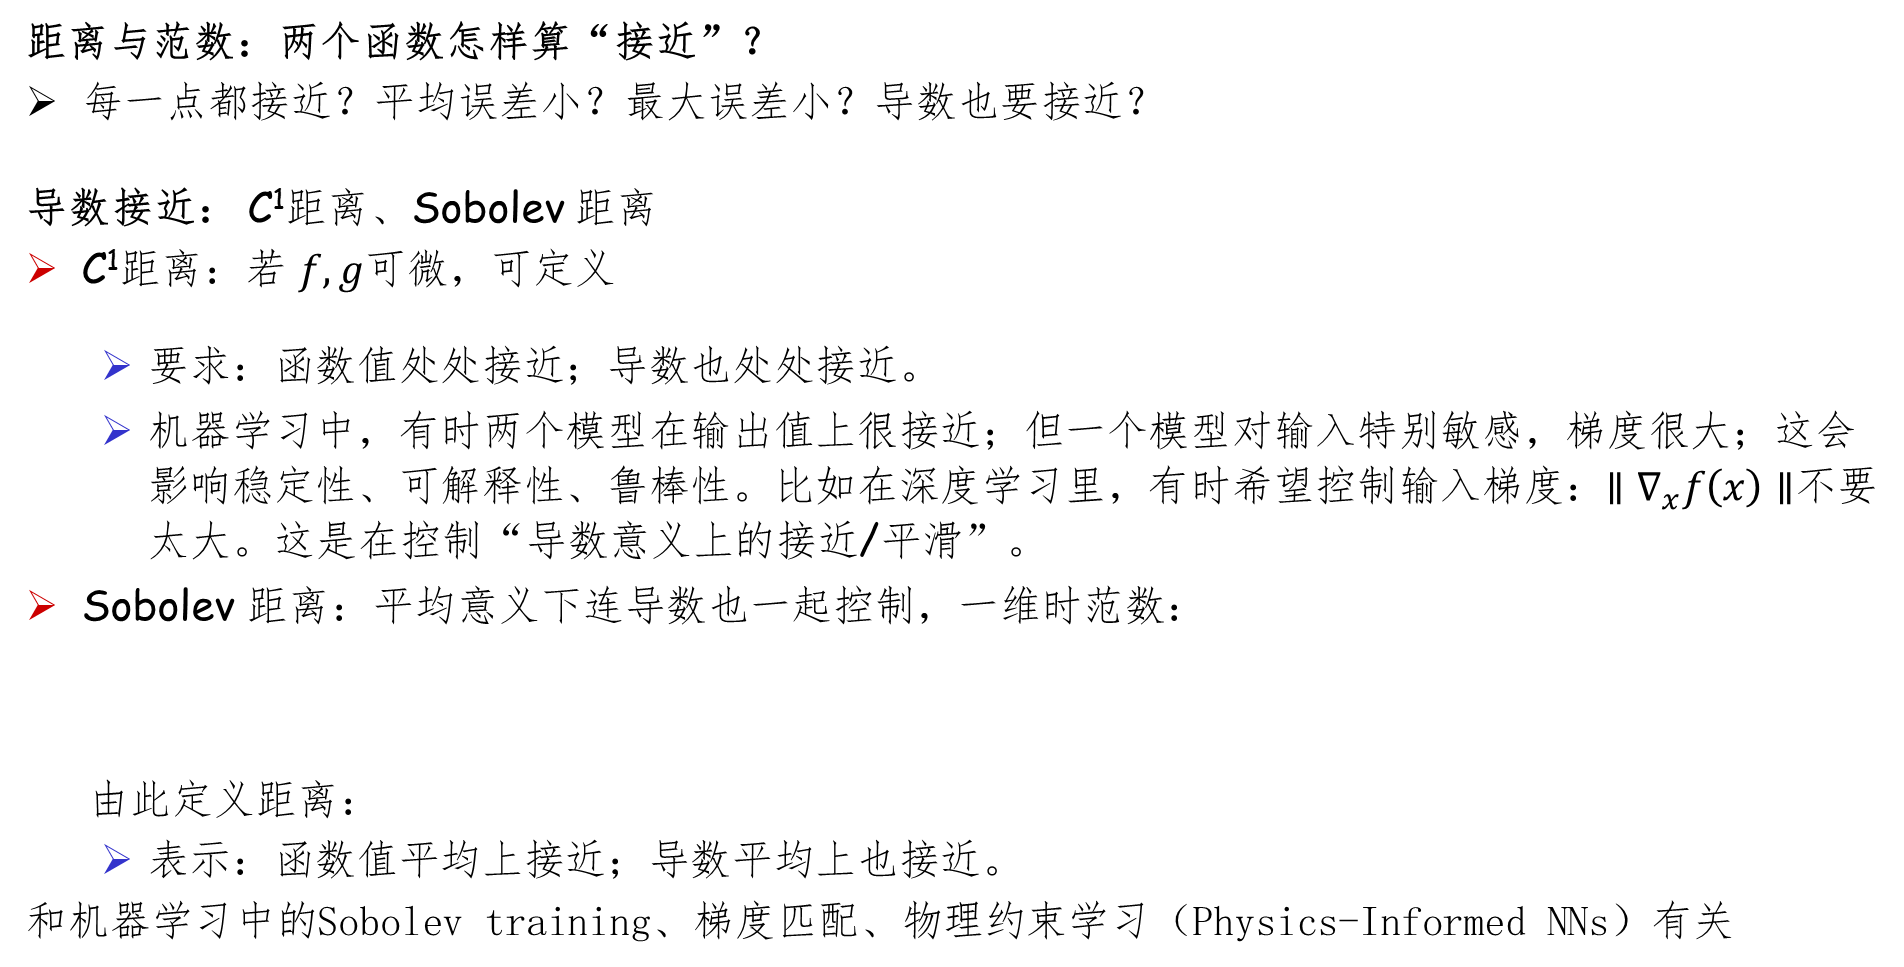 距离与范数：两个函数怎样算“接近”？
➢ 每一点都接近？平均误差小？最大误差小？导数也要接近？
导数接近：C¹距离、Sobolev 距离
➢ C¹距离：若 f,g可微，可定义
➢ 要求：函数值处处接近；导数也处处接近。
➢ 机器学习中，有时两个模型在输出值上很接近；但一个模型对输入特别敏感，梯度很大；这会
影响稳定性、可解释性、鲁棒性。比如在深度学习里，有时希望控制输入梯度：∥ ∇ₓf(x) ∥不要
太大。这是在控制“导数意义上的接近/平滑”。
➢ Sobolev 距离：平均意义下连导数也一起控制，一维时范数：
由此定义距离：
➢ 表示：函数值平均上接近；导数平均上也接近。
和机器学习中的Sobolev training、梯度匹配、物理约束学习（Physics-Informed NNs）有关